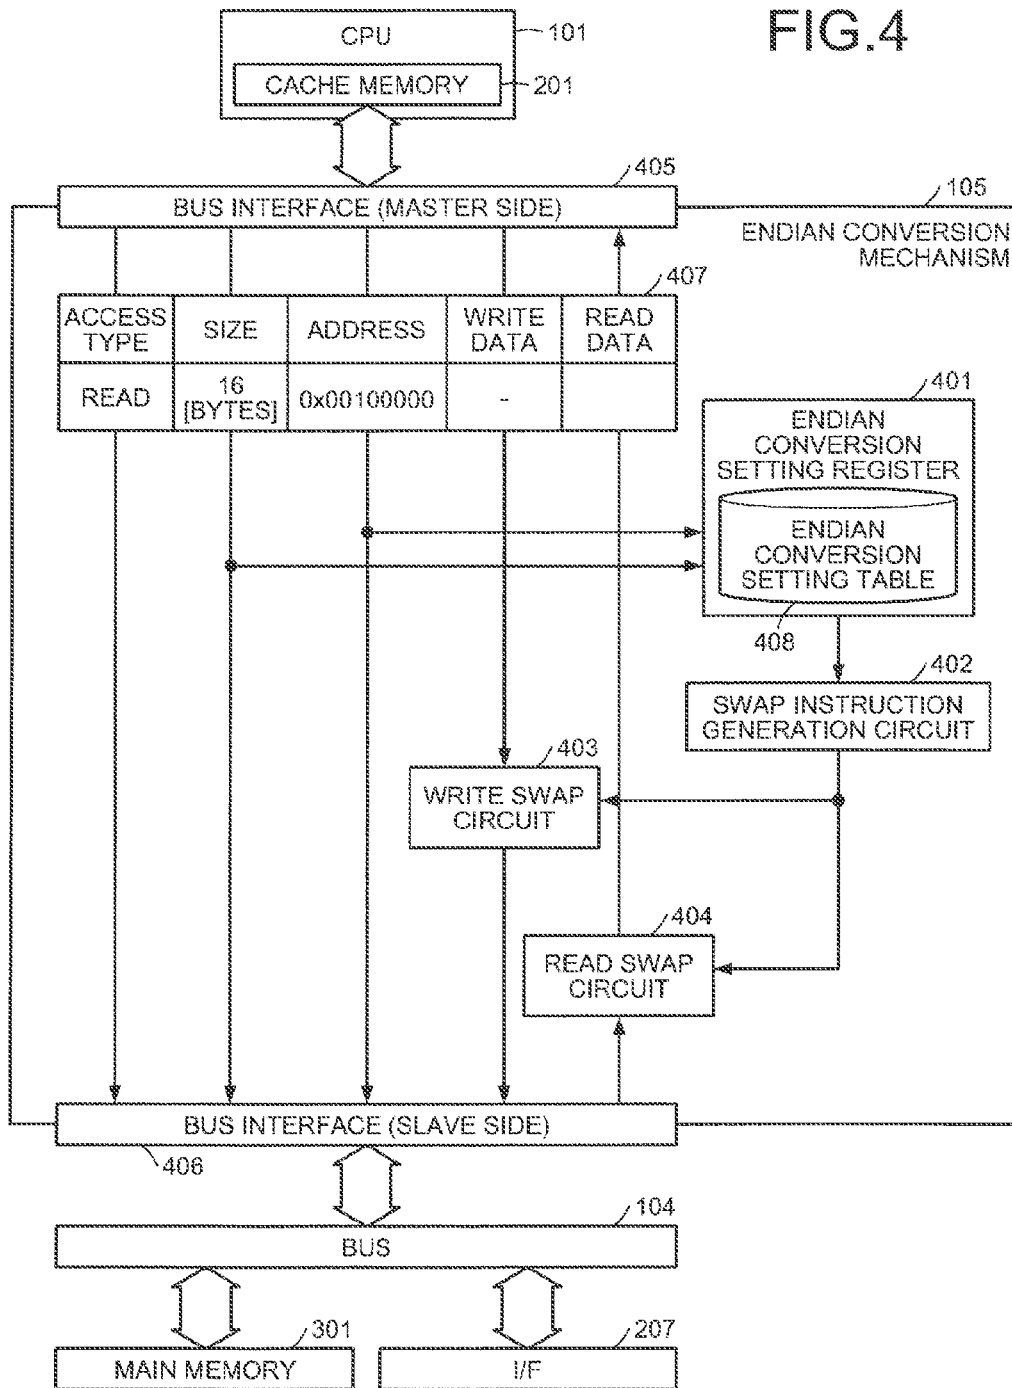 FIG.4
CPU
101
CACHE MEMORY
201
405
BUS INTERFACE (MASTER SIDE)
105
ENDIAN CONVERSION
MECHANISM
407
ACCESS
TYPE
SIZE
ADDRESS
WRITE
DATA
READ
DATA
READ
16
[BYTES]
0x00100000
-
401
ENDIAN
CONVERSION
SETTING REGISTER
ENDIAN
CONVERSION
SETTING TABLE
408
402
SWAP INSTRUCTION
GENERATION CIRCUIT
403
WRITE SWAP
CIRCUIT
404
READ SWAP
CIRCUIT
BUS INTERFACE (SLAVE SIDE)
406
104
BUS
301
MAIN MEMORY
207
I/F